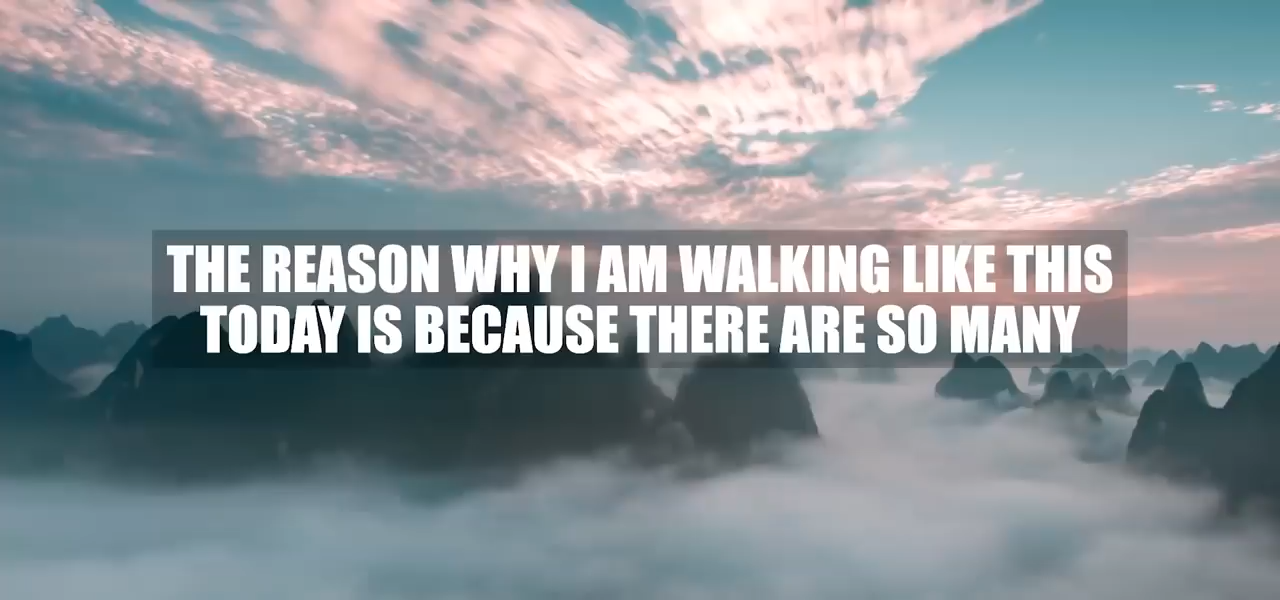 THE REASON WHY I AM WALKING LIKE THIS
TODAY IS BECAUSE THERE ARE SO MANY